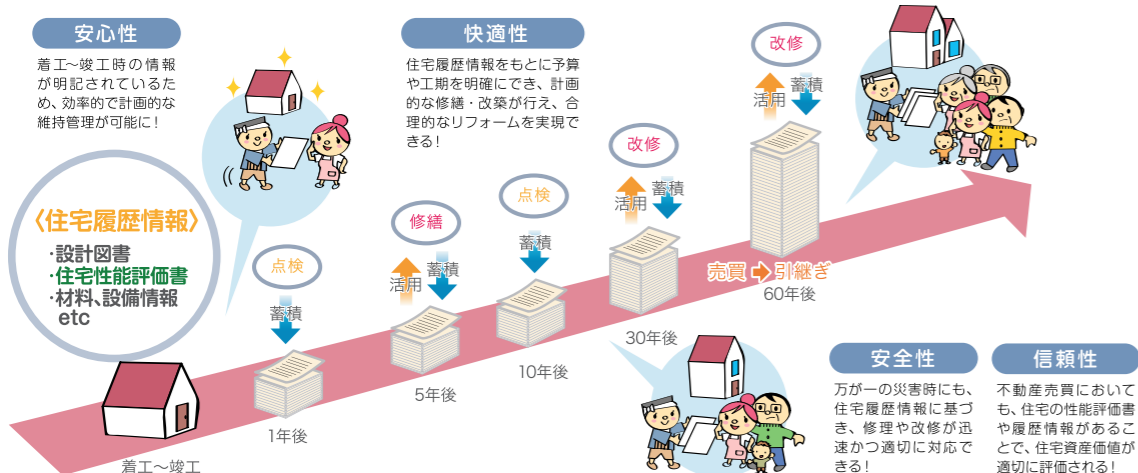 安心性
着工〜竣工時の情報
が明記されているた
め、効率的で計画的な
維持管理が可能に！
快適性
住宅履歴情報をもとに予算
や工期を明確にでき、計画
的な修繕・改築が行え、合
理的なリフォームを実現で
きる！
〈住宅履歴情報〉
・設計図書
・住宅性能評価書
・材料、設備情報
etc
着工〜竣工
点検
蓄積
1年後
修繕
活用
蓄積
5年後
点検
蓄積
10年後
改修
活用
蓄積
30年後
改修
活用
蓄積
売買
引継ぎ
60年後
安全性
万が一の災害時にも、
住宅履歴情報に基づ
き、修理や改修が迅
速かつ適切に対応で
きる！
信頼性
不動産売買において
も、住宅の性能評価書
や履歴情報があるこ
とで、住宅資産価値が
適切に評価される！